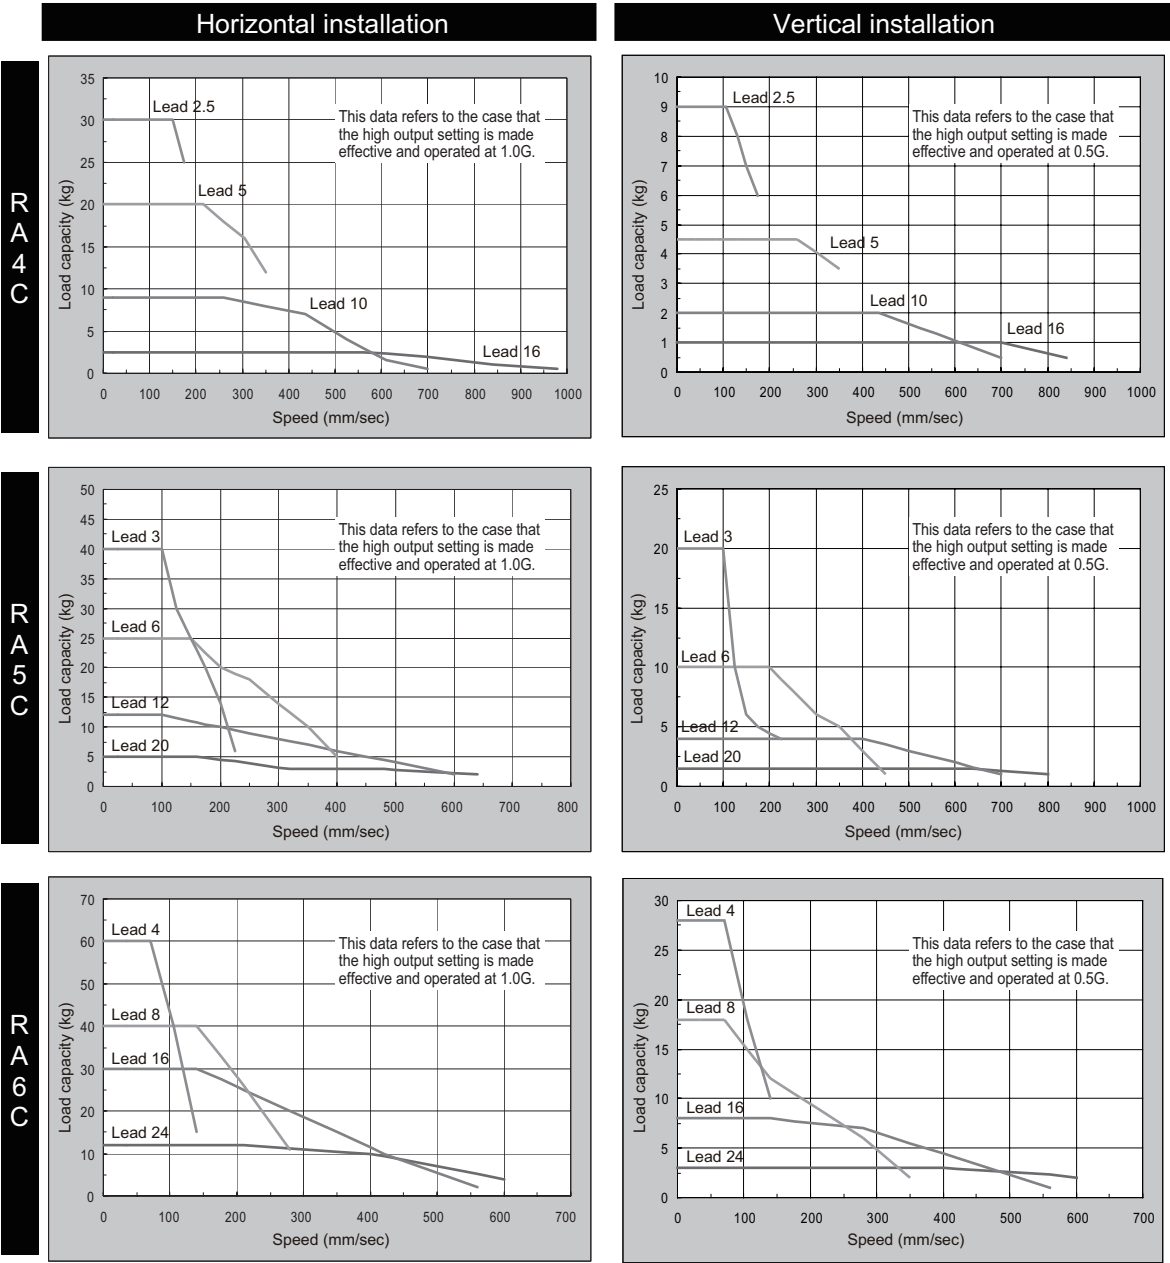 Horizontal installation
Vertical installation
RA4C
35
30
25
20
15
10
5
0
Load capacity (kg)
Lead 2.5
Lead 5
Lead 10
Lead 16
This data refers to the case that
the high output setting is made
effective and operated at 1.0G.
0 100 200 300 400 500 600 700 800 900 1000
Speed (mm/sec)
10
9
8
7
6
5
4
3
2
1
0
Load capacity (kg)
Lead 2.5
Lead 5
Lead 10
Lead 16
This data refers to the case that
the high output setting is made
effective and operated at 0.5G.
0 100 200 300 400 500 600 700 800 900 1000
Speed (mm/sec)
RA5C
50
45
40
35
30
25
20
15
10
5
0
Load capacity (kg)
Lead 3
Lead 6
Lead 12
Lead 20
This data refers to the case that
the high output setting is made
effective and operated at 1.0G.
0 100 200 300 400 500 600 700 800
Speed (mm/sec)
25
20
15
10
5
0
Load capacity (kg)
Lead 3
Lead 6
Lead 12
Lead 20
This data refers to the case that
the high output setting is made
effective and operated at 0.5G.
0 100 200 300 400 500 600 700 800 900 1000
Speed (mm/sec)
RA6C
70
60
50
40
30
20
10
0
Load capacity (kg)
Lead 4
Lead 8
Lead 16
Lead 24
This data refers to the case that
the high output setting is made
effective and operated at 1.0G.
0 100 200 300 400 500 600 700
Speed (mm/sec)
30
25
20
15
10
5
0
Load capacity (kg)
Lead 4
Lead 8
Lead 16
Lead 24
This data refers to the case that
the high output setting is made
effective and operated at 0.5G.
0 100 200 300 400 500 600 700
Speed (mm/sec)